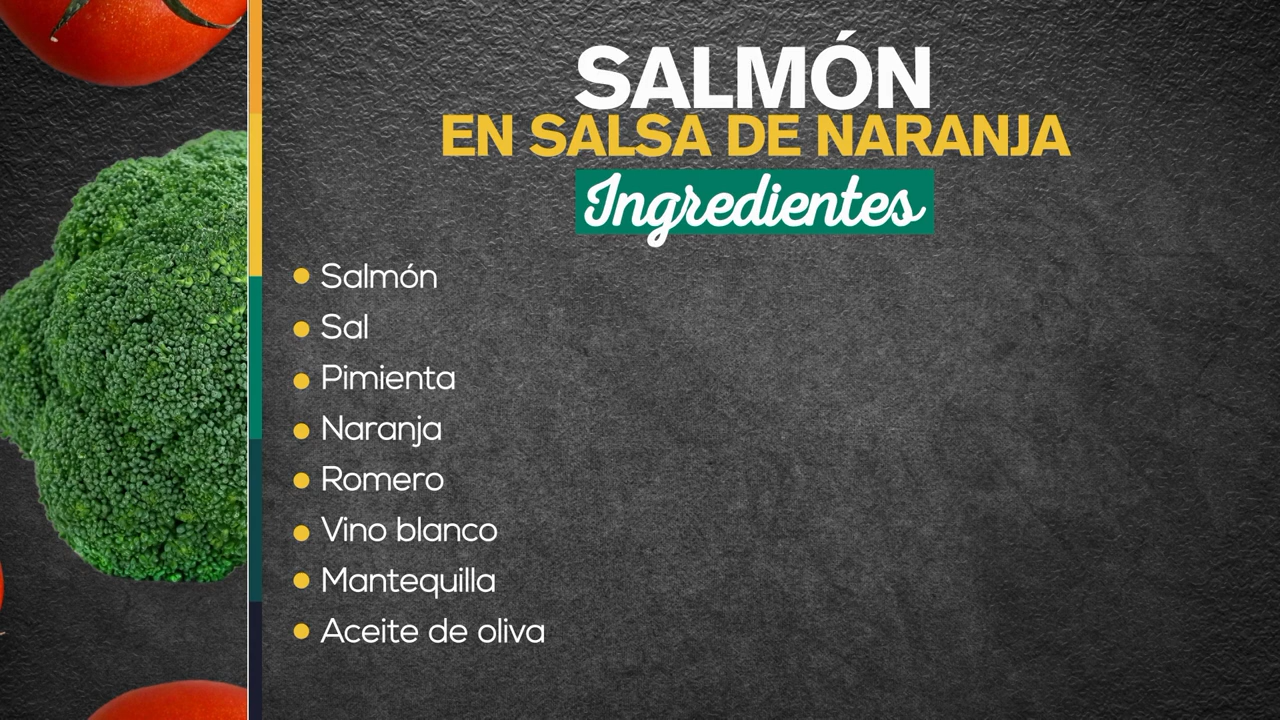 SALMÓN
EN SALSA DE NARANJA
Ingredientes
Salmón
Sal
Pimienta
Naranja
Romero
Vino blanco
Mantequilla
Aceite de oliva